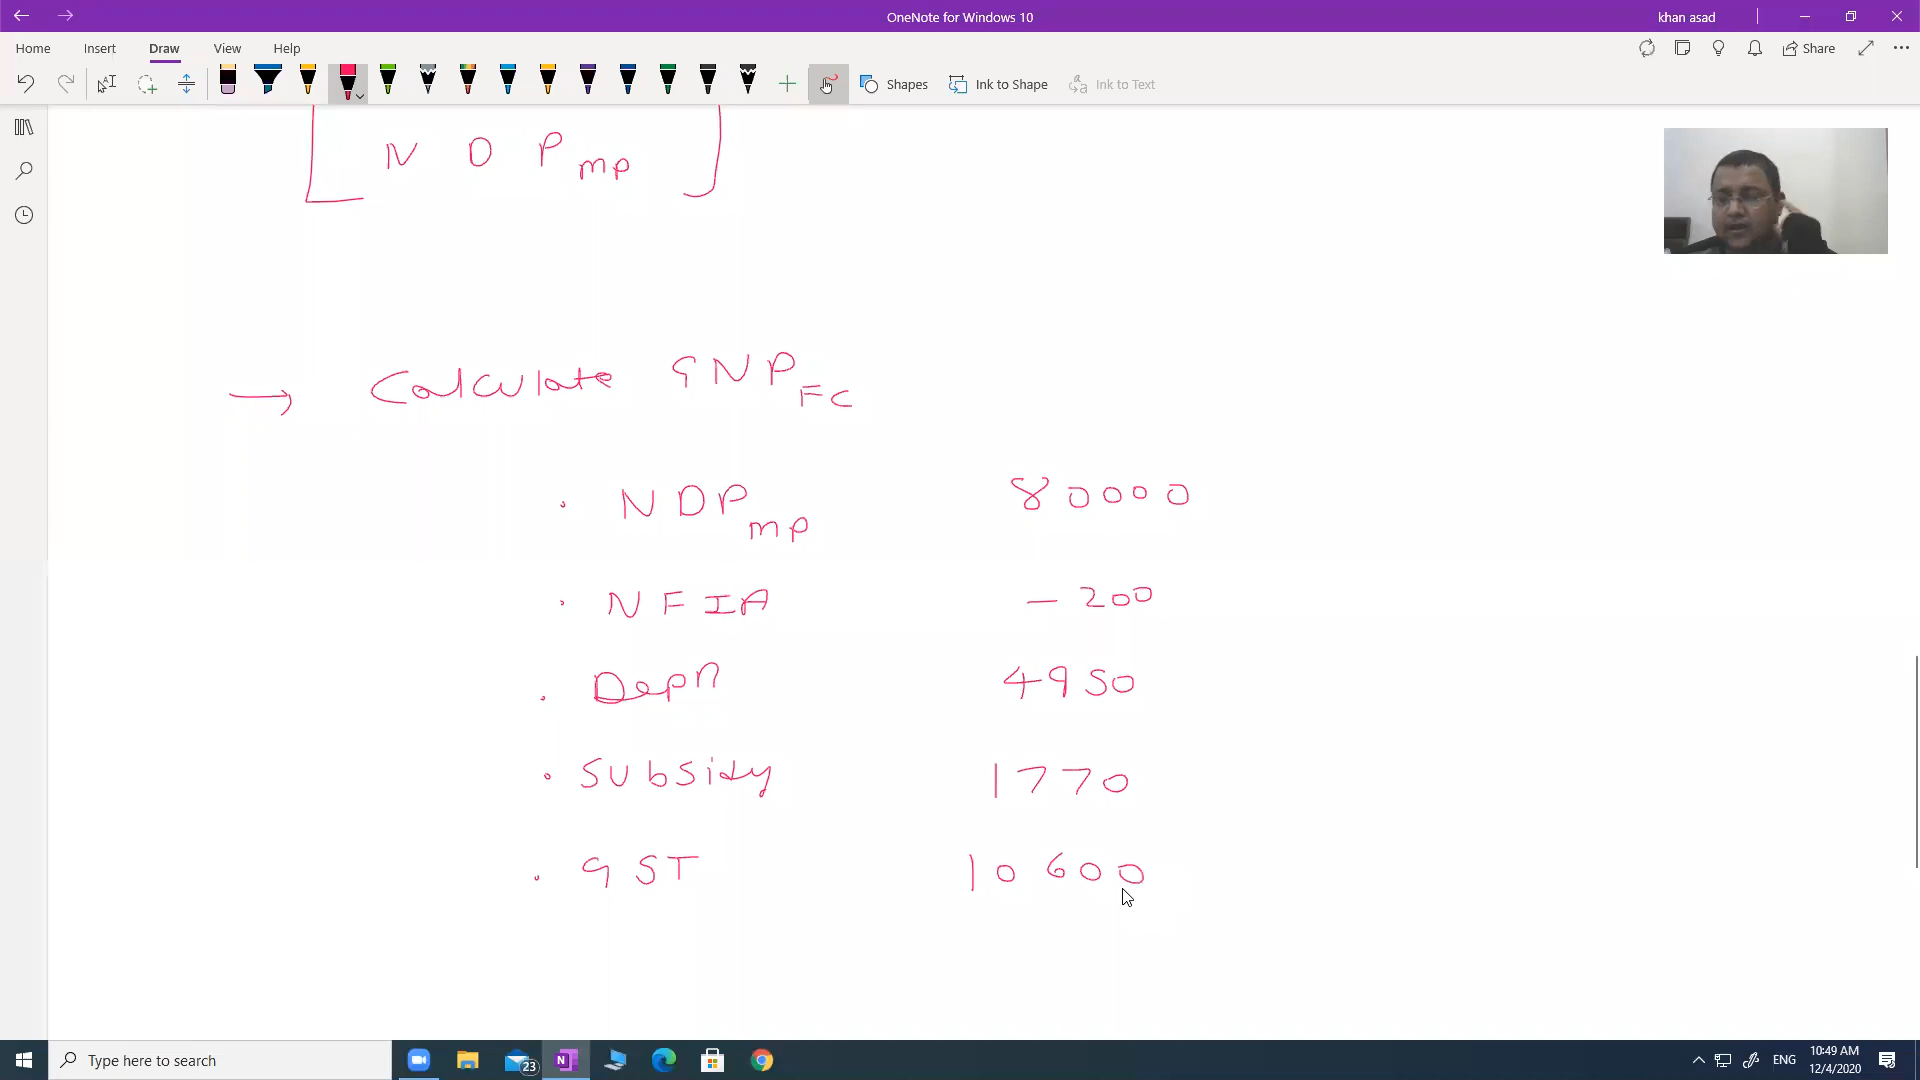 OneNote for Windows 10
khan asad
Home Insert Draw View Help
Share
Shapes Ink to Shape Ink to Text
N D P mp
→ Calculate GNP FC
. NDP mp 80000
. NFIA - 200
. Depn 4950
. Subsidy 1770
. GST 10600
Type here to search
23
ENG
10:49 AM
12/4/2020